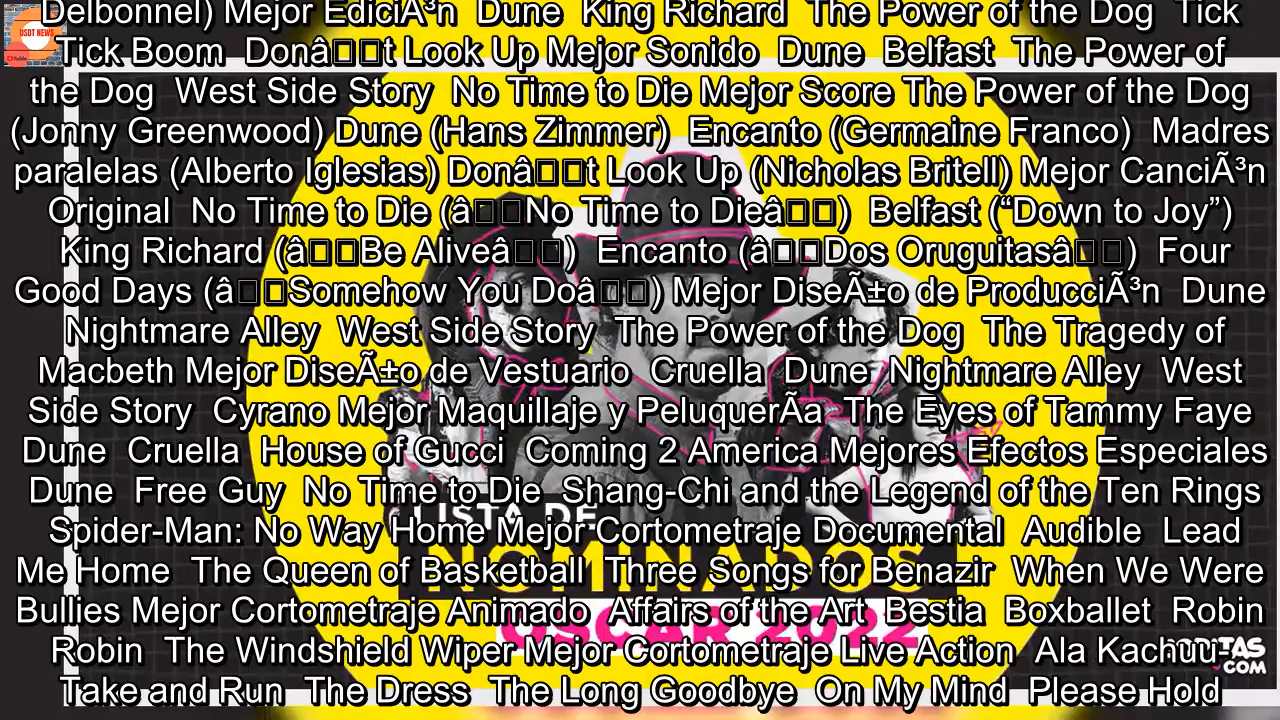 USDT NEWS
Delbonnel) Mejor EdiciÃ³n Dune King Richard The Power of the Dog Tick
Tick Boom Donâ□□t Look Up Mejor Sonido Dune Belfast The Power of
the Dog West Side Story No Time to Die Mejor Score The Power of the Dog
(Jonny Greenwood) Dune (Hans Zimmer) Encanto (Germaine Franco) Madres
paralelas (Alberto Iglesias) Donâ□□t Look Up (Nicholas Britell) Mejor CanciÃ³n
Original No Time to Die (â□□No Time to Dieâ□□) Belfast (“Down to Joy”)
King Richard (â□□Be Aliveâ□□) Encanto (â□□Dos Oruguitasâ□□) Four
Good Days (â□□Somehow You Doâ□□) Mejor DiseÃ±o de ProducciÃ³n Dune
Nightmare Alley West Side Story The Power of the Dog The Tragedy of
Macbeth Mejor DiseÃ±o de Vestuario Cruella Dune Nightmare Alley West
Side Story Cyrano Mejor Maquillaje y PeluquerÃa The Eyes of Tammy Faye
Dune Cruella House of Gucci Coming 2 America Mejores Efectos Especiales
Dune Free Guy No Time to Die Shang-Chi and the Legend of the Ten Rings
Spider-Man: No Way Home Mejor Cortometraje Documental Audible Lead
Me Home The Queen of Basketball Three Songs for Benazir When We Were
Bullies Mejor Cortometraje Animado Affairs of the Art Bestia Boxballet Robin
Robin The Windshield Wiper Mejor Cortometraje Live Action Ala Kachuu
Take and Run The Dress The Long Goodbye On My Mind Please Hold
LISTA DE
NOMINADOS
OSCAR 2022
.COM